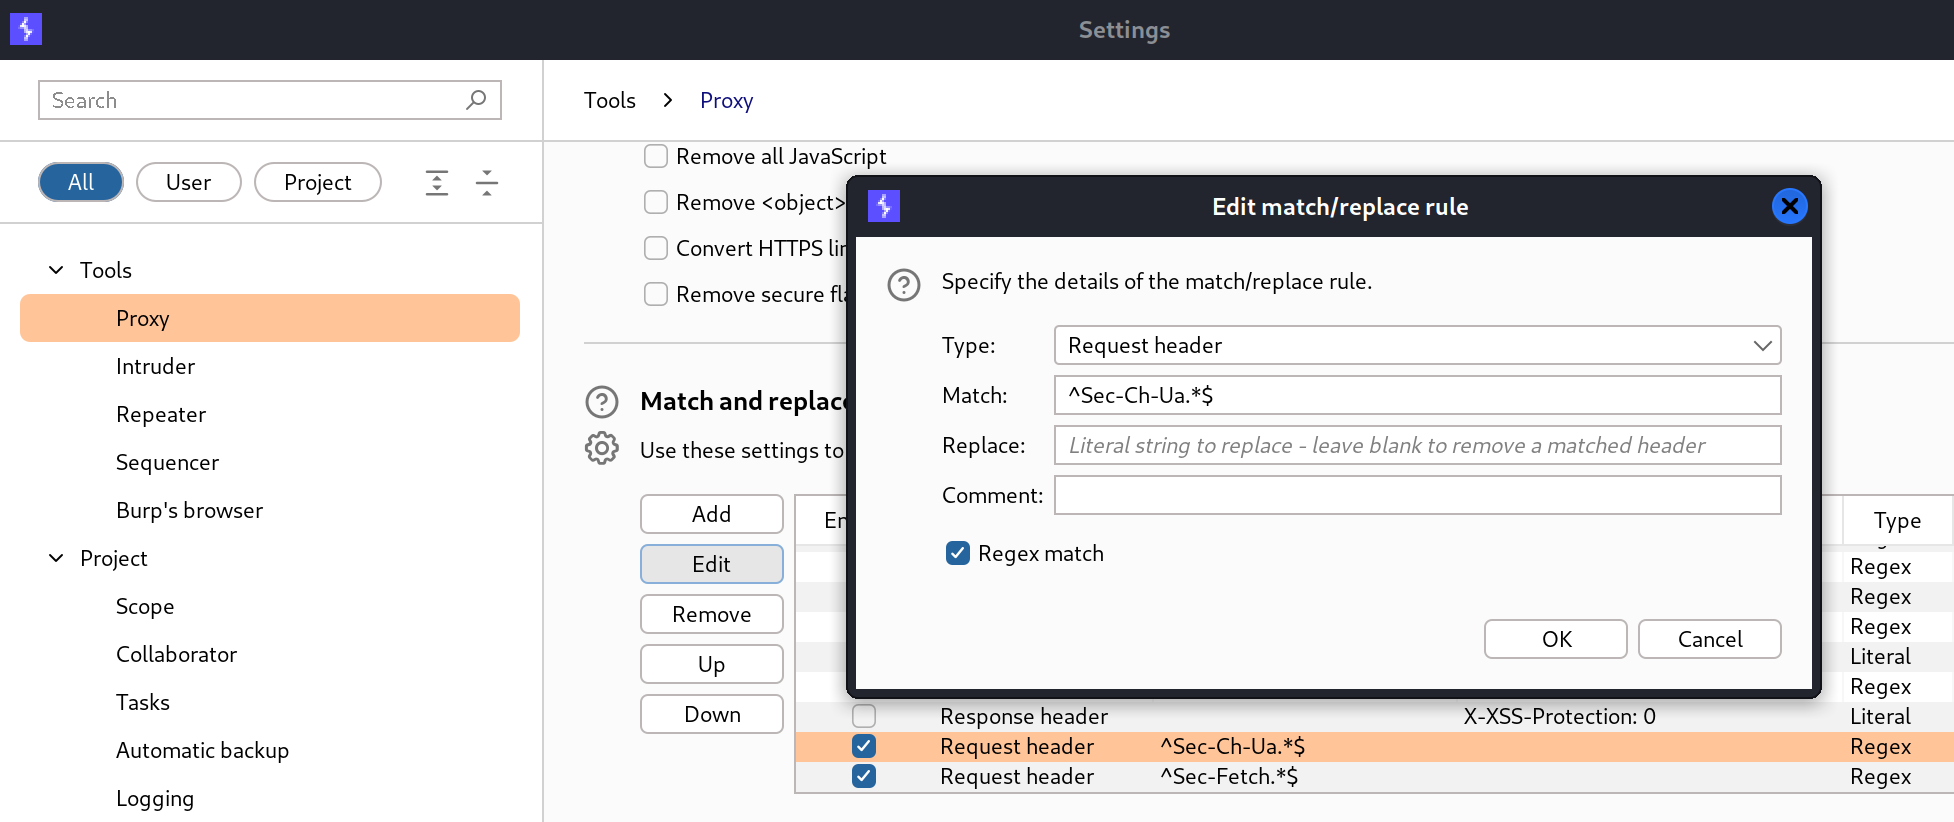 Settings
Search
All
User
Project
Tools
Proxy
Intruder
Repeater
Sequencer
Burp's browser
Project
Scope
Collaborator
Tasks
Automatic backup
Logging
Tools > Proxy
Remove all JavaScript
Remove <object>
Convert HTTPS
Remove secure
Match and replace
Use these settings to
Add
Edit
Remove
Up
Down
Type
Regex
Regex
Regex
Literal
Regex
Response header X-XSS-Protection: 0 Literal
Request header ^Sec-Ch-Ua.*$ Regex
Request header ^Sec-Fetch.*$ Regex
Edit match/replace rule
Specify the details of the match/replace rule.
Type: Request header
Match: ^Sec-Ch-Ua.*$
Replace: Literal string to replace - leave blank to remove a matched header
Comment:
Regex match
OK
Cancel